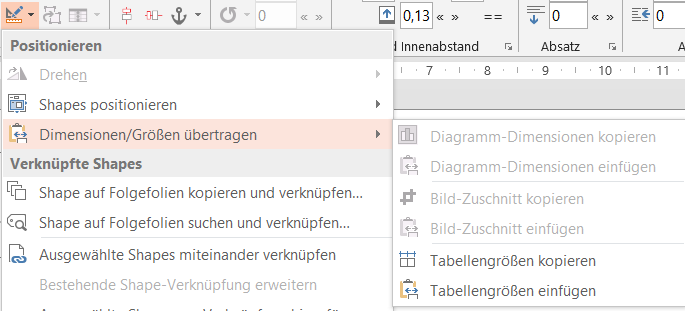 0
0,13
« »
==
0
« »
0
Innenabstand
Absatz
7 8 9 10 11
Positionieren
Drehen
Shapes positionieren
Dimensionen/Größen übertragen
Verknüpfte Shapes
Shape auf Folgefolien kopieren und verknüpfen...
Shape auf Folgefolien suchen und verknüpfen...
Ausgewählte Shapes miteinander verknüpfen
Bestehende Shape-Verknüpfung erweitern
Diagramm-Dimensionen kopieren
Diagramm-Dimensionen einfügen
Bild-Zuschnitt kopieren
Bild-Zuschnitt einfügen
Tabellengrößen kopieren
Tabellengrößen einfügen